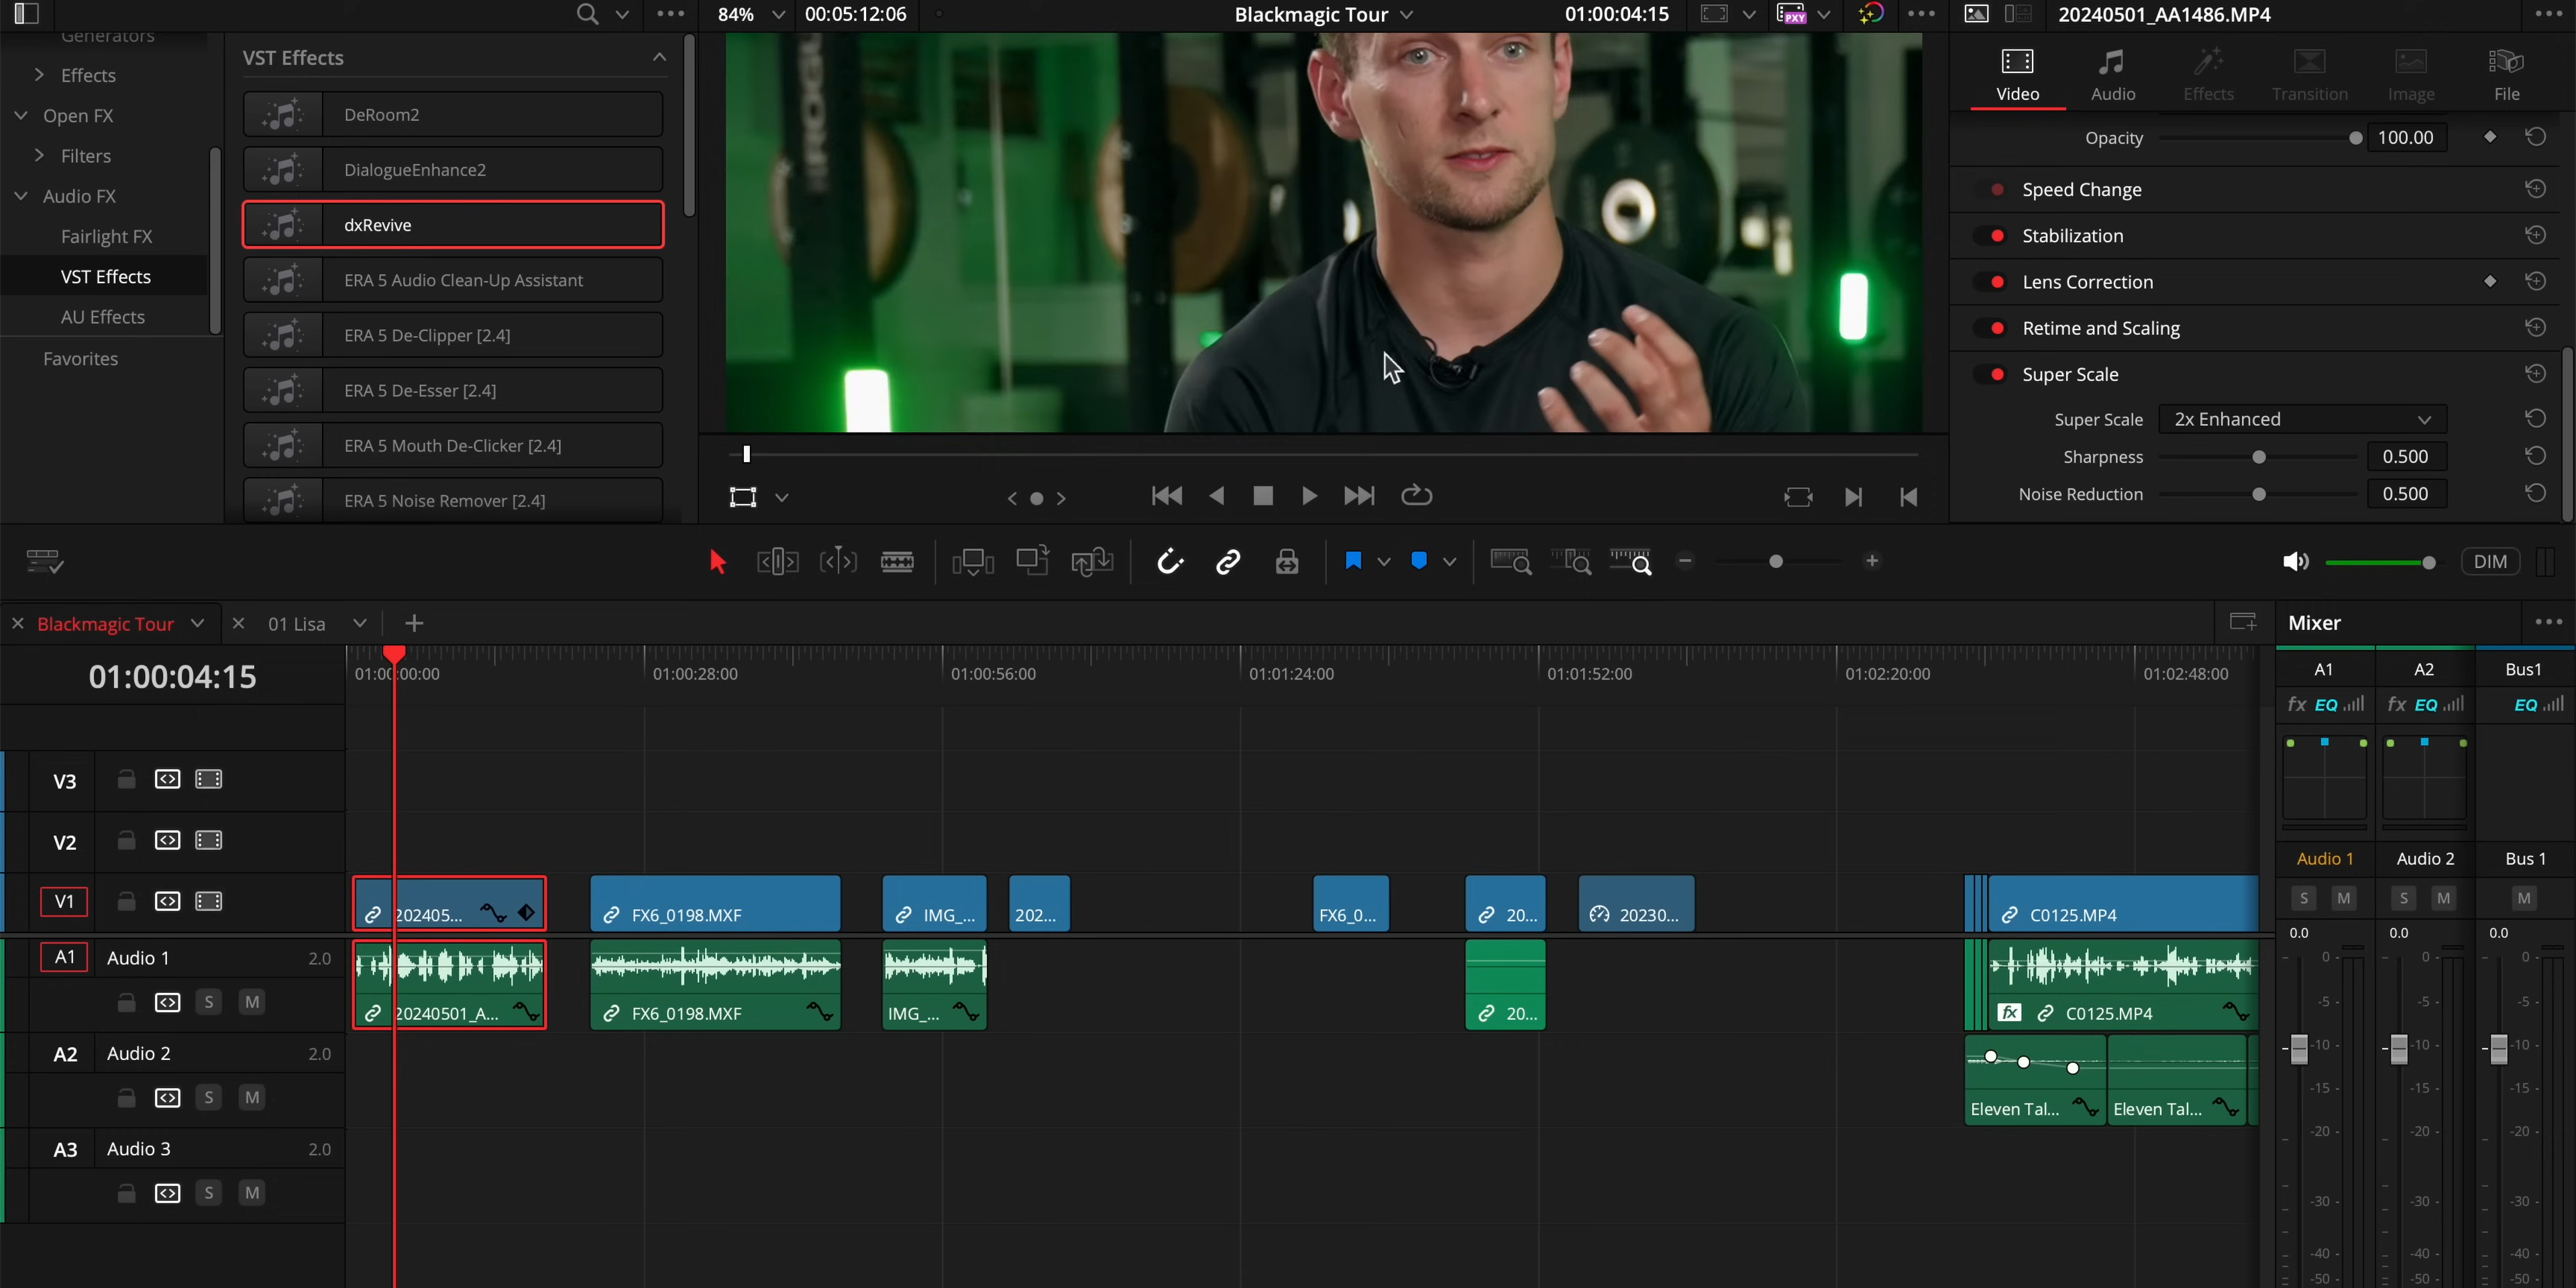 84%
00:05:12:06
Blackmagic Tour
01:00:04:15
PXY
20240501_AA1486.MP4
Generators
Effects
Open FX
Filters
Audio FX
Fairlight FX
VST Effects
AU Effects
Favorites
VST Effects
DeRoom2
DialogueEnhance2
dxRevive
ERA 5 Audio Clean-Up Assistant
ERA 5 De-Clipper [2.4]
ERA 5 De-Esser [2.4]
ERA 5 Mouth De-Clicker [2.4]
ERA 5 Noise Remover [2.4]
Video
Audio
Effects
Transition
Image
File
Opacity 100.00
Speed Change
Stabilization
Lens Correction
Retime and Scaling
Super Scale
Super Scale 2x Enhanced
Sharpness 0.500
Noise Reduction 0.500
DIM
Blackmagic Tour
01 Lisa
Mixer
01:00:04:15
01:00:00:00
01:00:28:00
01:00:56:00
01:01:24:00
01:01:52:00
01:02:20:00
01:02:48:00
A1
A2
Bus1
fx EQ
fx EQ
EQ
V3
V2
V1
202405...
FX6_0198.MXF
IMG_...
202...
FX6_0...
20...
20230...
C0125.MP4
A1 Audio 1 2.0
S M
20240501_A...
FX6_0198.MXF
IMG_...
20...
fx C0125.MP4
A2 Audio 2 2.0
S M
Eleven Tal...
Eleven Tal...
A3 Audio 3 2.0
S M
Audio 1
Audio 2
Bus 1
S M
S M
M
0.0
0.0
0.0
0
-5
-10
-15
-20
-30
-40
-50
0
-5
-10
-15
-20
-30
-40
-50
0
-5
-10
-15
-20
-30
-40
-50